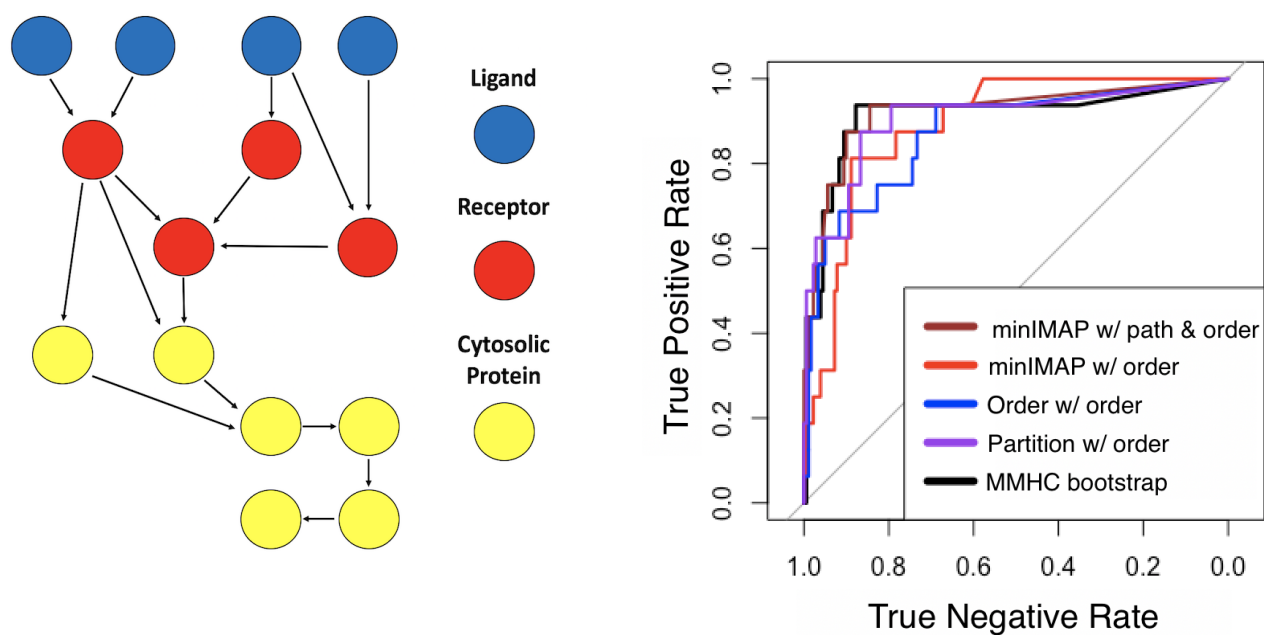 Ligand
Receptor
Cytosolic
Protein
True Positive Rate
1.0
0.8
0.6
0.4
0.2
0.0
minIMAP w/ path & order
minIMAP w/ order
Order w/ order
Partition w/ order
MMHC bootstrap
1.0 0.8 0.6 0.4 0.2 0.0
True Negative Rate